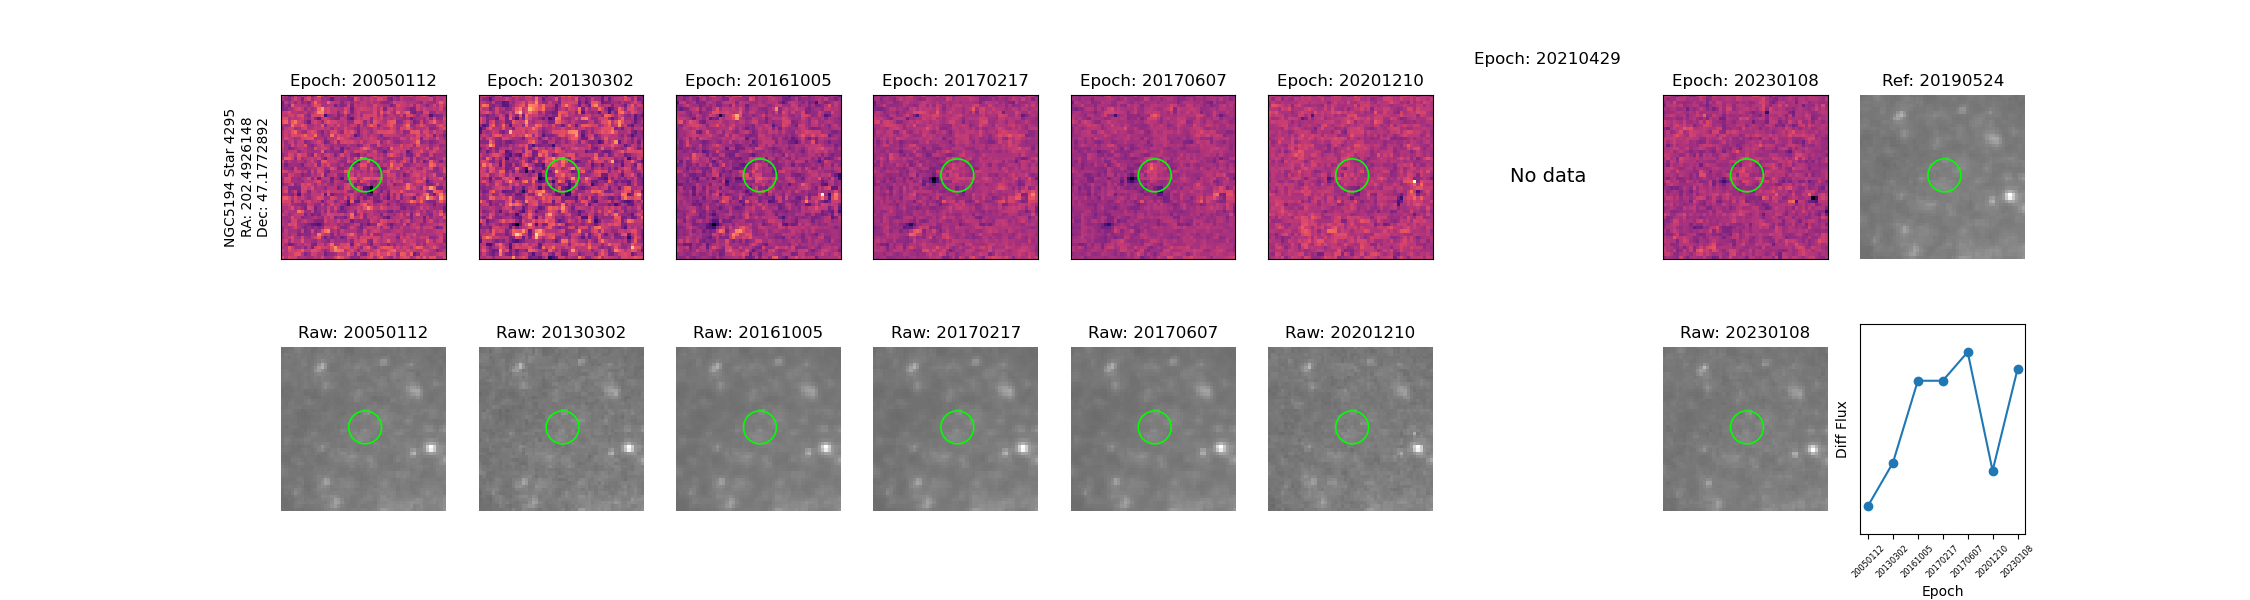 NGC5194 Star 4295
RA: 202.4926148
Dec: 47.1772892
Epoch: 20050112
Epoch: 20130302
Epoch: 20161005
Epoch: 20170217
Epoch: 20170607
Epoch: 20201210
Epoch: 20210429
No data
Epoch: 20230108
Ref: 20190524
Raw: 20050112
Raw: 20130302
Raw: 20161005
Raw: 20170217
Raw: 20170607
Raw: 20201210
Raw: 20230108
Diff Flux
20050112
20130302
20161005
20170217
20170607
20201210
20230108
Epoch